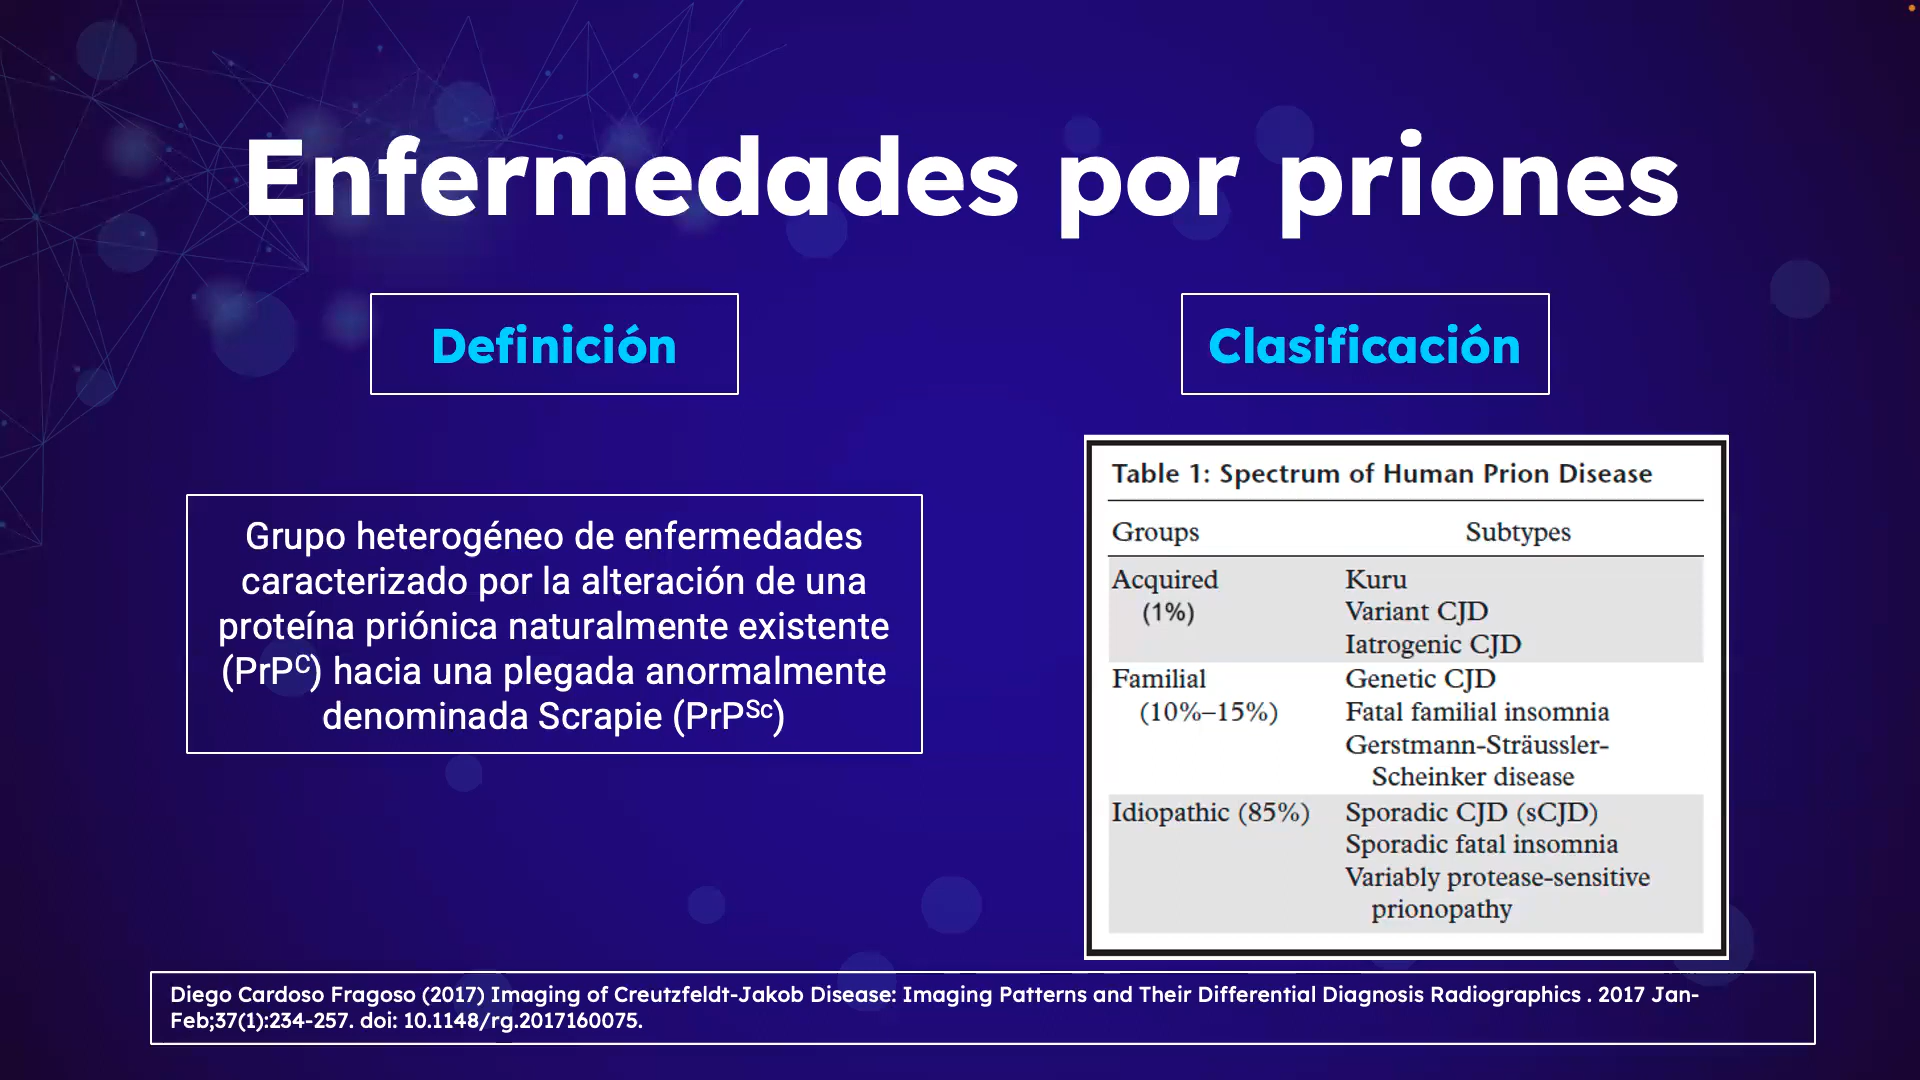 Enfermedades por priones
Definición
Clasificación
Grupo heterogéneo de enfermedades
caracterizado por la alteración de una
proteína priónica naturalmente existente
(PrPᶜ) hacia una plegada anormalmente
denominada Scrapie (PrPˢᶜ)
Table 1: Spectrum of Human Prion Disease
Groups Subtypes
Acquired Kuru
(1%) Variant CJD
Iatrogenic CJD
Familial Genetic CJD
(10%–15%) Fatal familial insomnia
Gerstmann-Sträussler-
Scheinker disease
Idiopathic (85%) Sporadic CJD (sCJD)
Sporadic fatal insomnia
Variably protease-sensitive
prionopathy
Diego Cardoso Fragoso (2017) Imaging of Creutzfeldt-Jakob Disease: Imaging Patterns and Their Differential Diagnosis Radiographics . 2017 Jan-
Feb;37(1):234-257. doi: 10.1148/rg.2017160075.